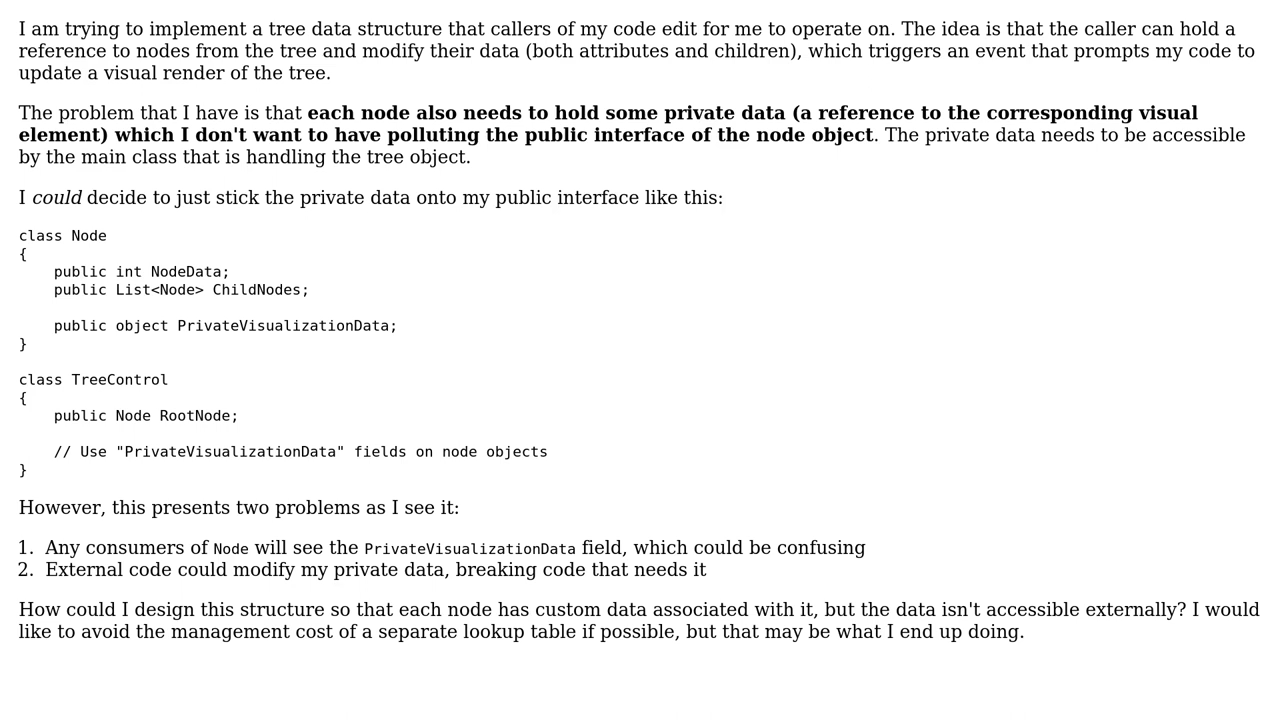 I am trying to implement a tree data structure that callers of my code edit for me to operate on. The idea is that the caller can hold a
reference to nodes from the tree and modify their data (both attributes and children), which triggers an event that prompts my code to
update a visual render of the tree.
The problem that I have is that each node also needs to hold some private data (a reference to the corresponding visual
element) which I don't want to have polluting the public interface of the node object. The private data needs to be accessible
by the main class that is handling the tree object.
I could decide to just stick the private data onto my public interface like this:
class Node
{
    public int NodeData;
    public List<Node> ChildNodes;
    public object PrivateVisualizationData;
}
class TreeControl
{
    public Node RootNode;
    // Use "PrivateVisualizationData" fields on node objects
}
However, this presents two problems as I see it:
1. Any consumers of Node will see the PrivateVisualizationData field, which could be confusing
2. External code could modify my private data, breaking code that needs it
How could I design this structure so that each node has custom data associated with it, but the data isn't accessible externally? I would
like to avoid the management cost of a separate lookup table if possible, but that may be what I end up doing.